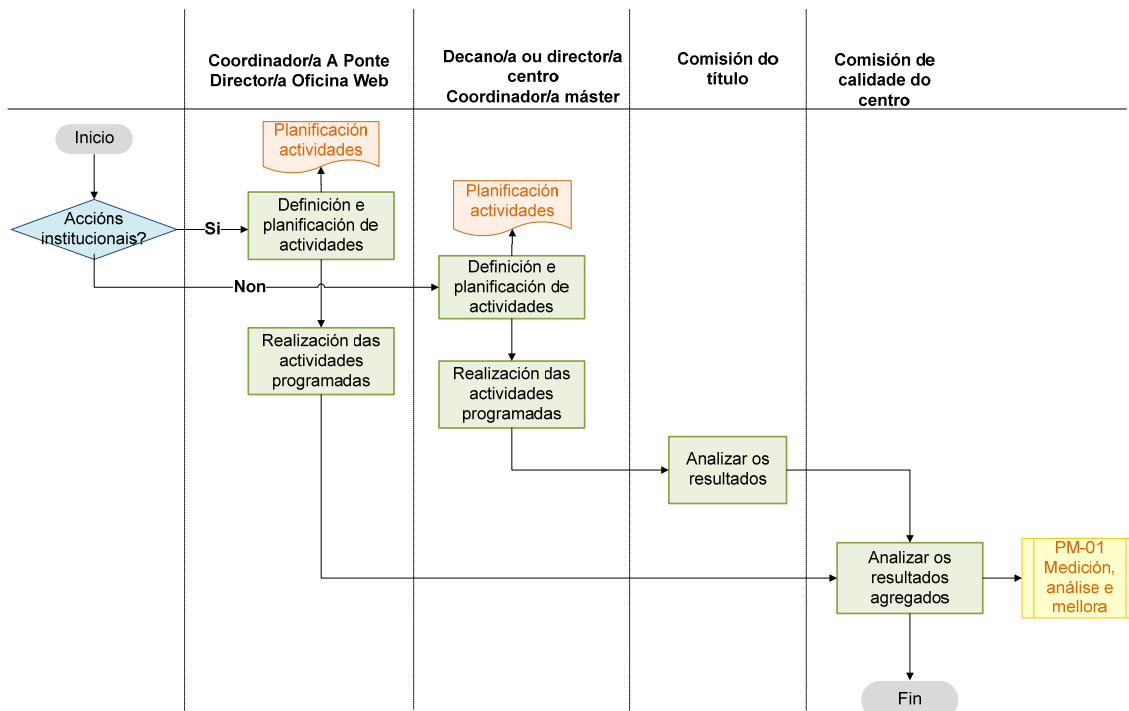 Coordinador/a A Ponte
Director/a Oficina Web
Decano/a ou director/a
centro
Coordinador/a máster
Comisión do
título
Comisión de
calidade do
centro
Inicio
Planificación
actividades
Accións
institucionais?
Si
Definición e
planificación de
actividades
Planificación
actividades
Non
Definición e
planificación de
actividades
Realización das
actividades
programadas
Realización das
actividades
programadas
Analizar os
resultados
Analizar os
resultados
agregados
PM-01
Medición,
análise e
mellora
Fin